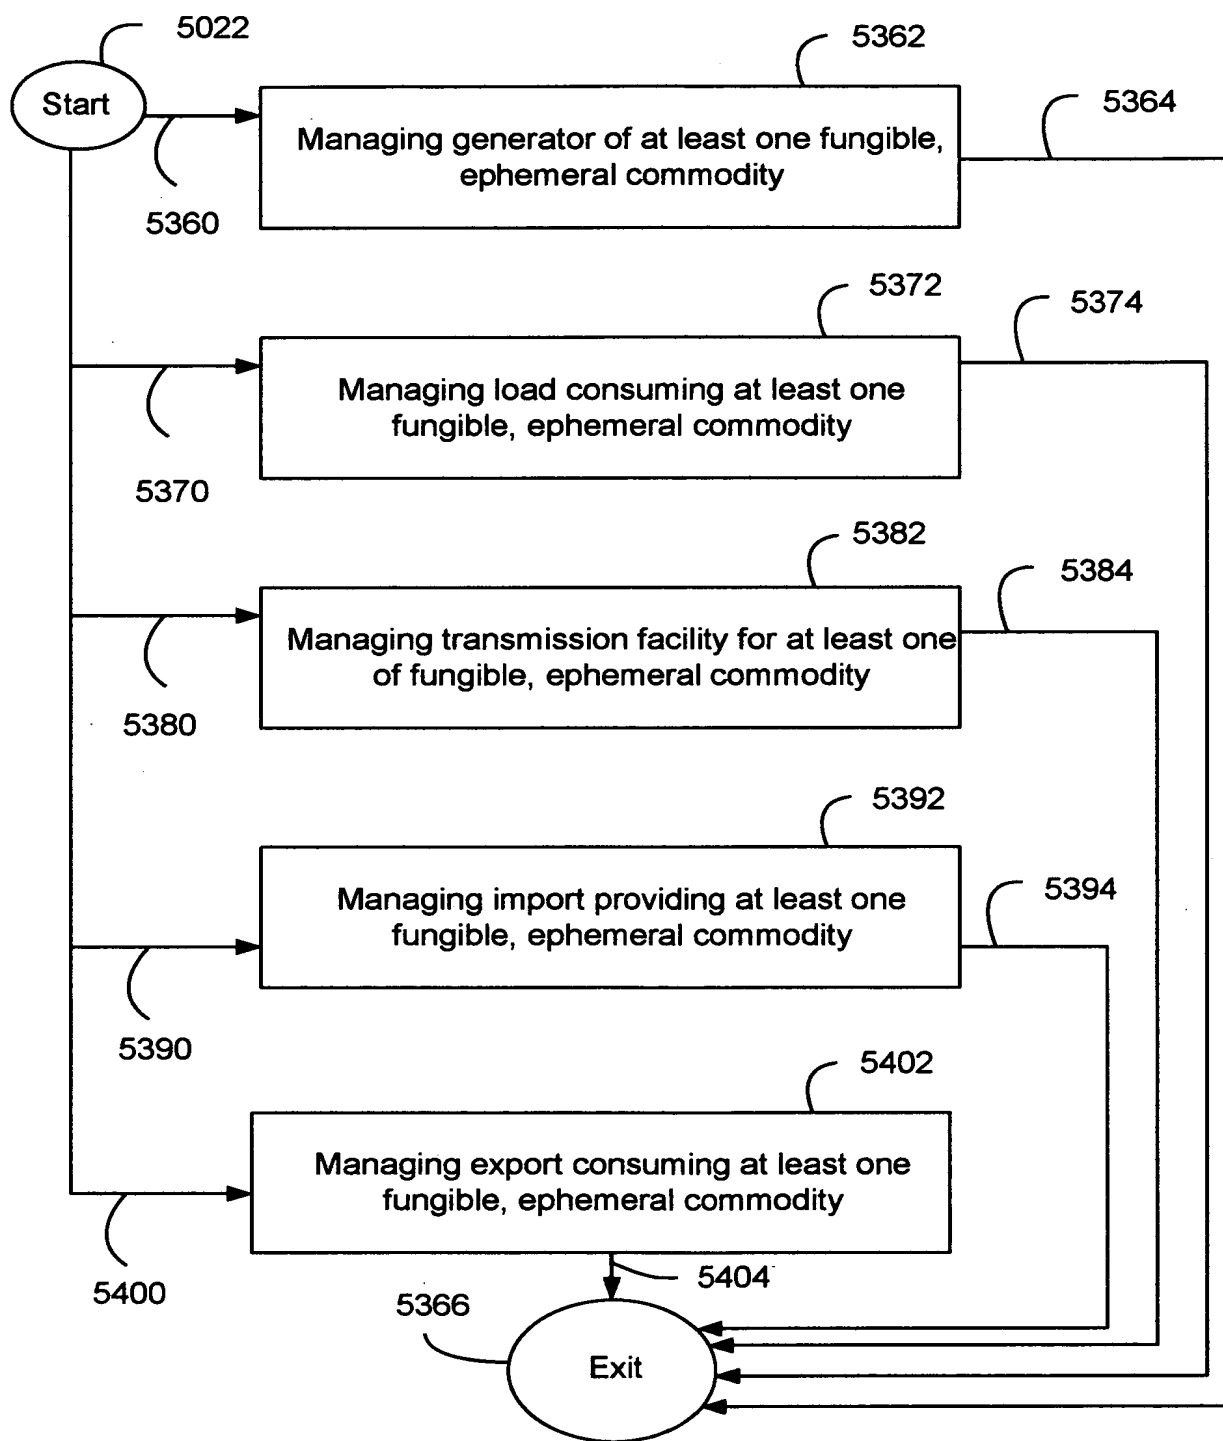 5022
Start
5362
5364
Managing generator of at least one fungible,
ephemeral commodity
5360
5372
5374
Managing load consuming at least one
fungible, ephemeral commodity
5370
5382
5384
Managing transmission facility for at least one
of fungible, ephemeral commodity
5380
5392
5394
Managing import providing at least one
fungible, ephemeral commodity
5390
5402
Managing export consuming at least one
fungible, ephemeral commodity
5400
5404
5366
Exit